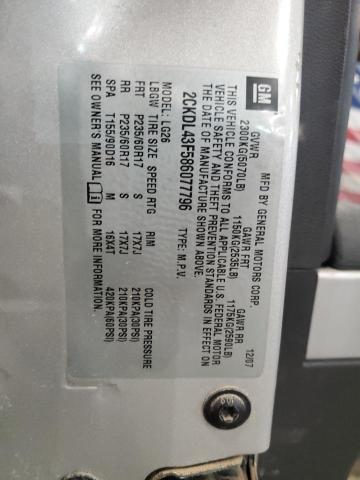 GM
MFD BY GENERAL MOTORS CORP.
12/07
GVWR GAWR FRT GAWR RR
2300KG(5070LB) 1150KG(2535LB) 1175KG(2590LB)
THIS VEHICLE CONFORMS TO ALL APPLICABLE U.S. FEDERAL MOTOR
VEHICLE SAFETY AND THEFT PREVENTION STANDARDS IN EFFECT ON
THE DATE OF MANUFACTURE SHOWN ABOVE.
2CKDL43F586077796 TYPE: M.P.V.
MODEL: LG26
LBGW TIRE SIZE SPEED RTG RIM COLD TIRE PRESSURE
FRT P235/60R17 S 17X7J 210KPA(30PSI)
RR P235/60R17 S 17X7J 210KPA(30PSI)
SPA T155/90D16 M 16X4T 420KPA(60PSI)
SEE OWNER'S MANUAL FOR MORE INFORMATION.